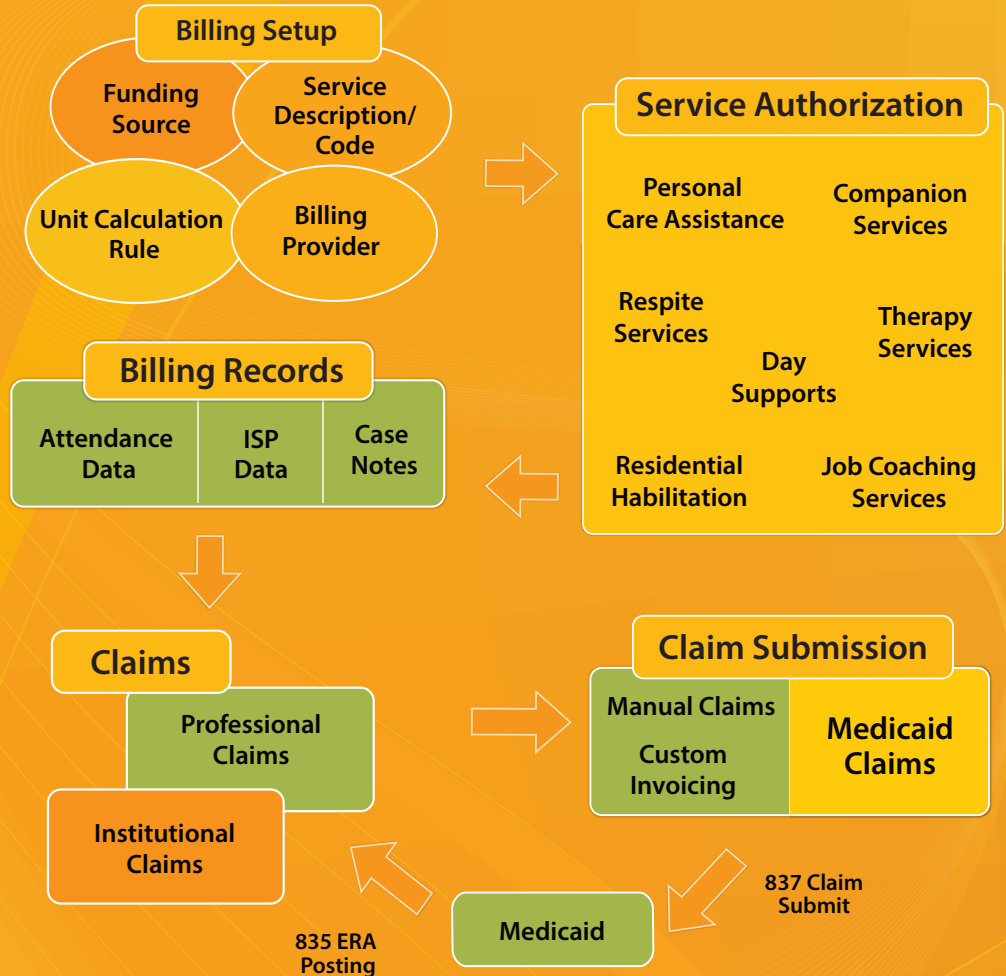 Billing Setup
Funding
Source
Service
Description/
Code
Unit Calculation
Rule
Billing
Provider
Service Authorization
Personal
Care Assistance
Companion
Services
Respite
Services
Therapy
Services
Day
Supports
Residential
Habilitation
Job Coaching
Services
Billing Records
Attendance
Data
ISP
Data
Case
Notes
Claims
Professional
Claims
Institutional
Claims
Claim Submission
Manual Claims
Custom
Invoicing
Medicaid
Claims
837 Claim
Submit
Medicaid
835 ERA
Posting